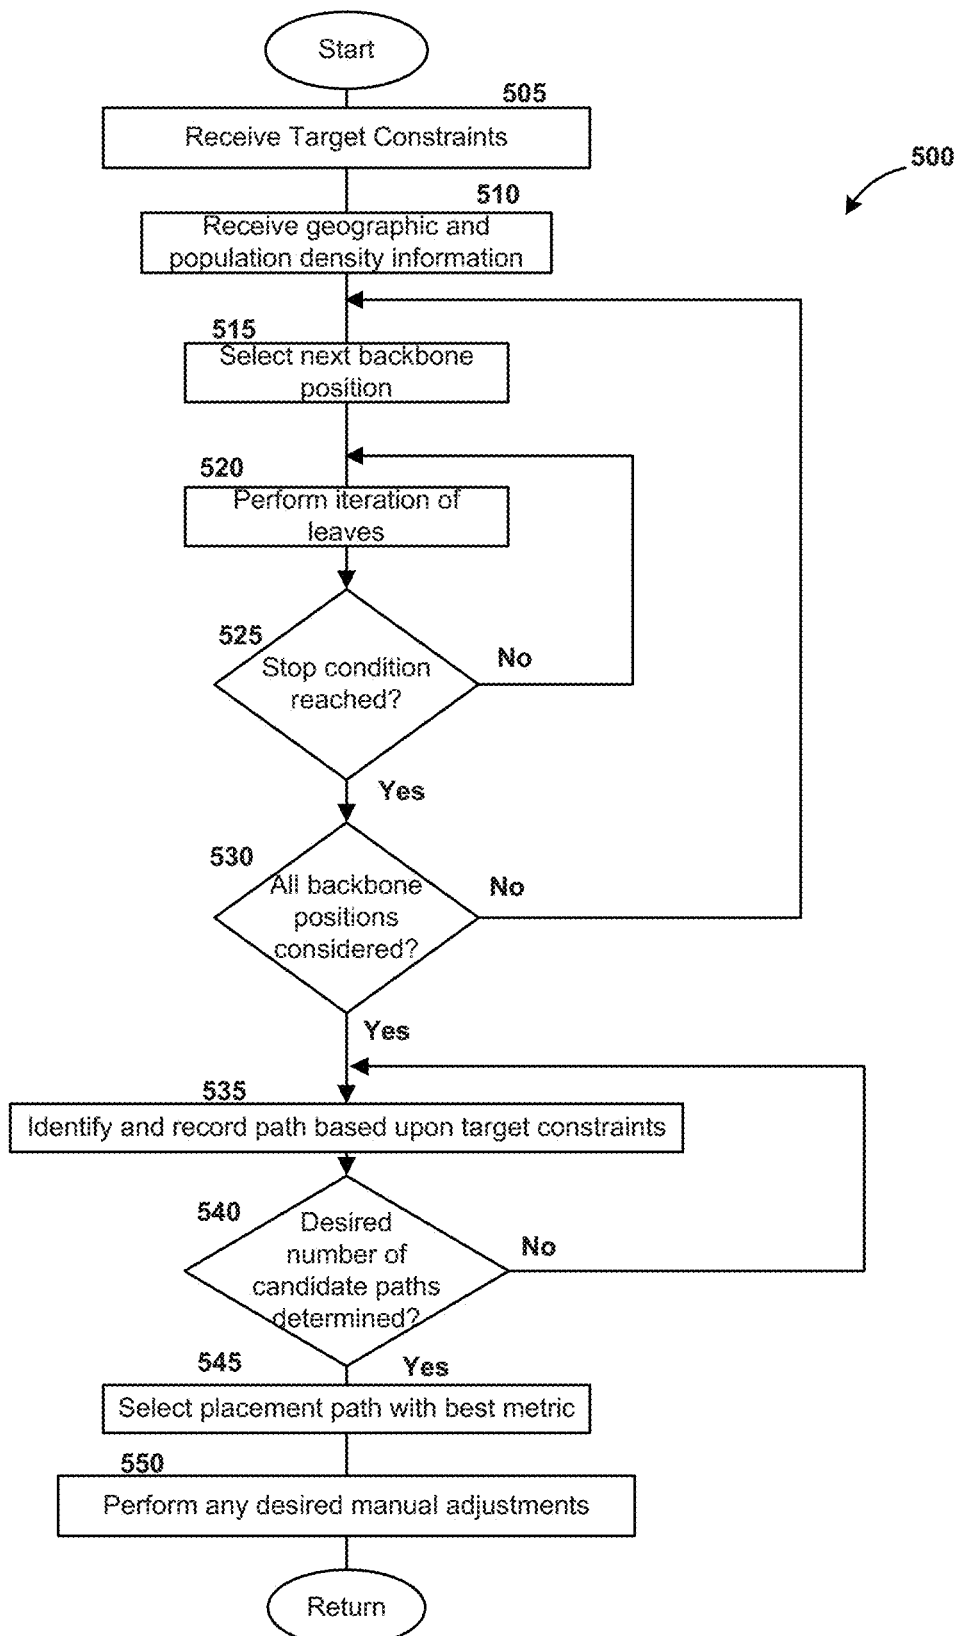 Start
505
Receive Target Constraints
500
510
Receive geographic and
population density information
515
Select next backbone
position
520
Perform iteration of
leaves
525
Stop condition
reached?
No
Yes
530
All backbone
positions
considered?
No
Yes
535
Identify and record path based upon target constraints
540
Desired
number of
candidate paths
determined?
No
Yes
545
Select placement path with best metric
550
Perform any desired manual adjustments
Return